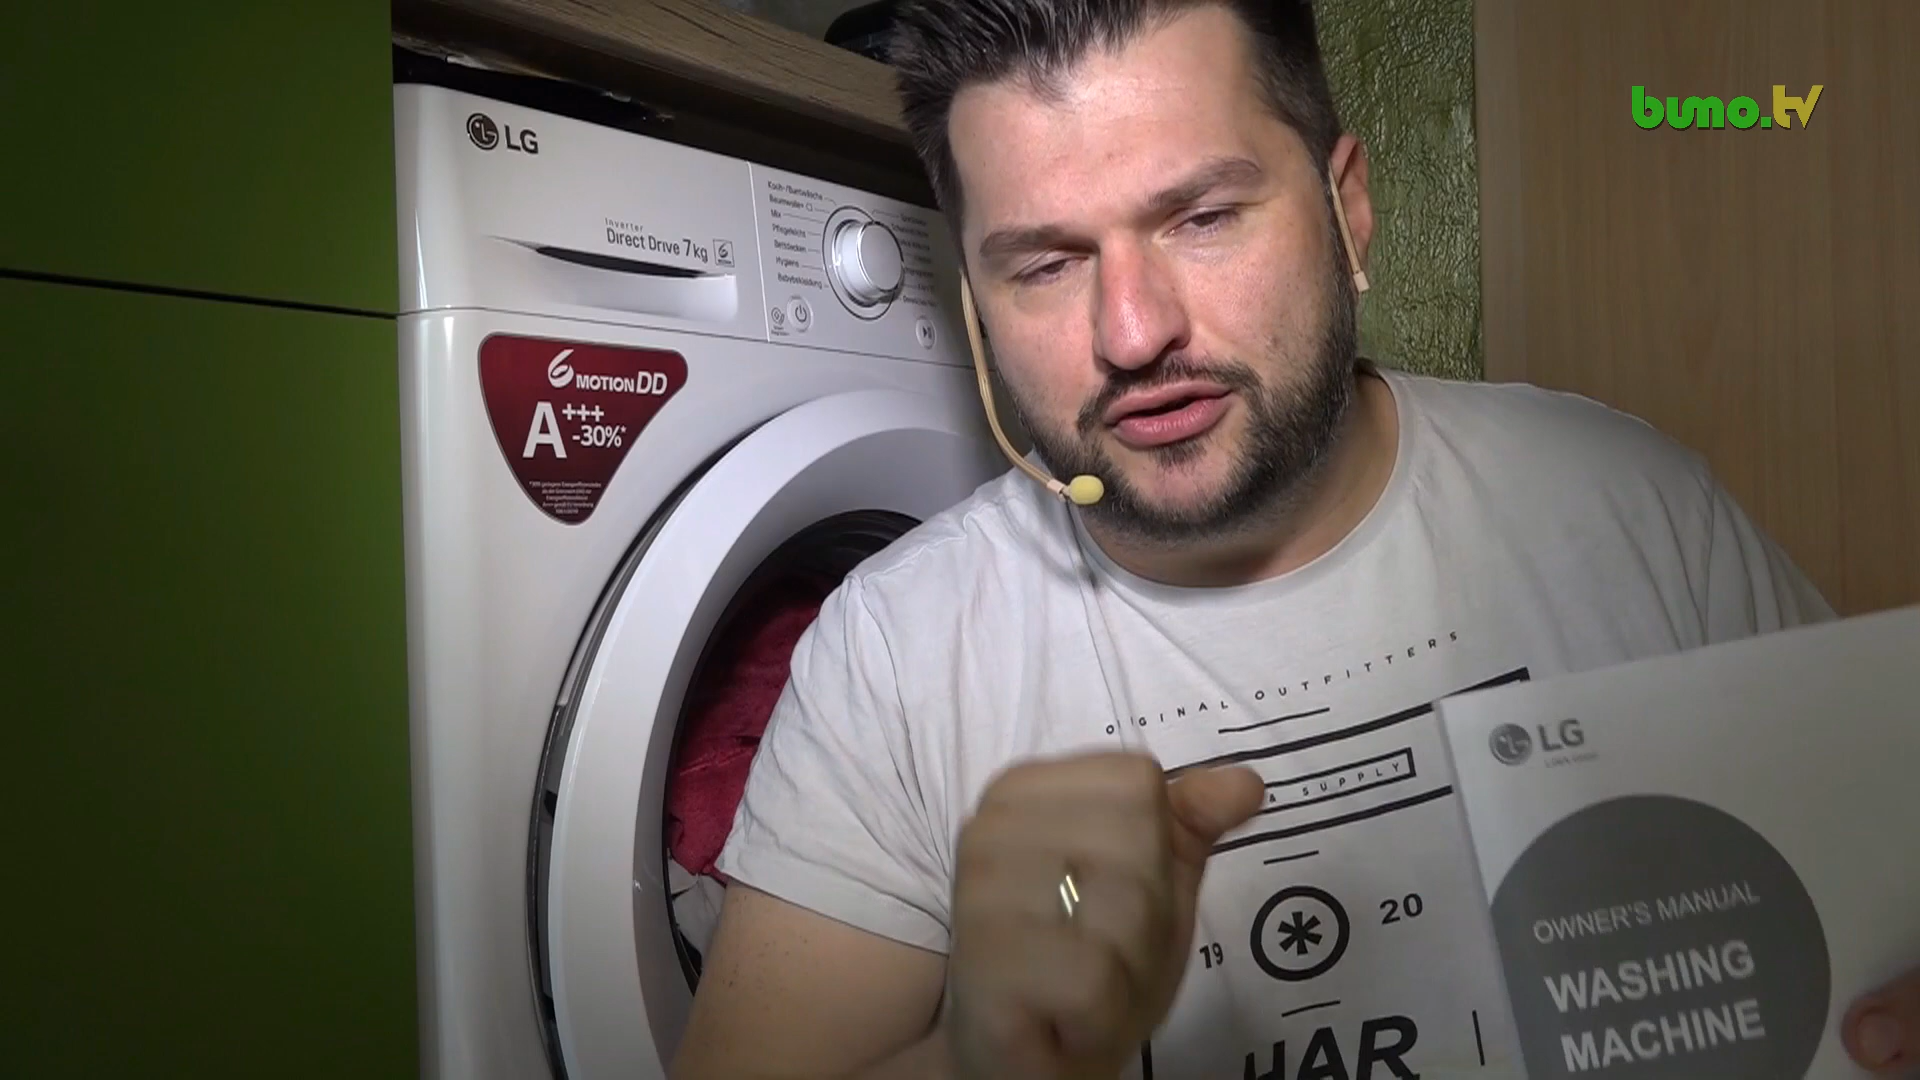 bumo.tv
LG
Inverter
Direct Drive 7kg
Koch-/Buntwäsche
Baumwolle+
Mix
Pflegeleicht
Bettdecken
Hygiene
Babybekleidung
6 MOTION DD
A+++
-30%*
ORIGINAL OUTFITTERS
& SUPPLY
19 20
HAR
LG
OWNER'S MANUAL
WASHING
MACHINE